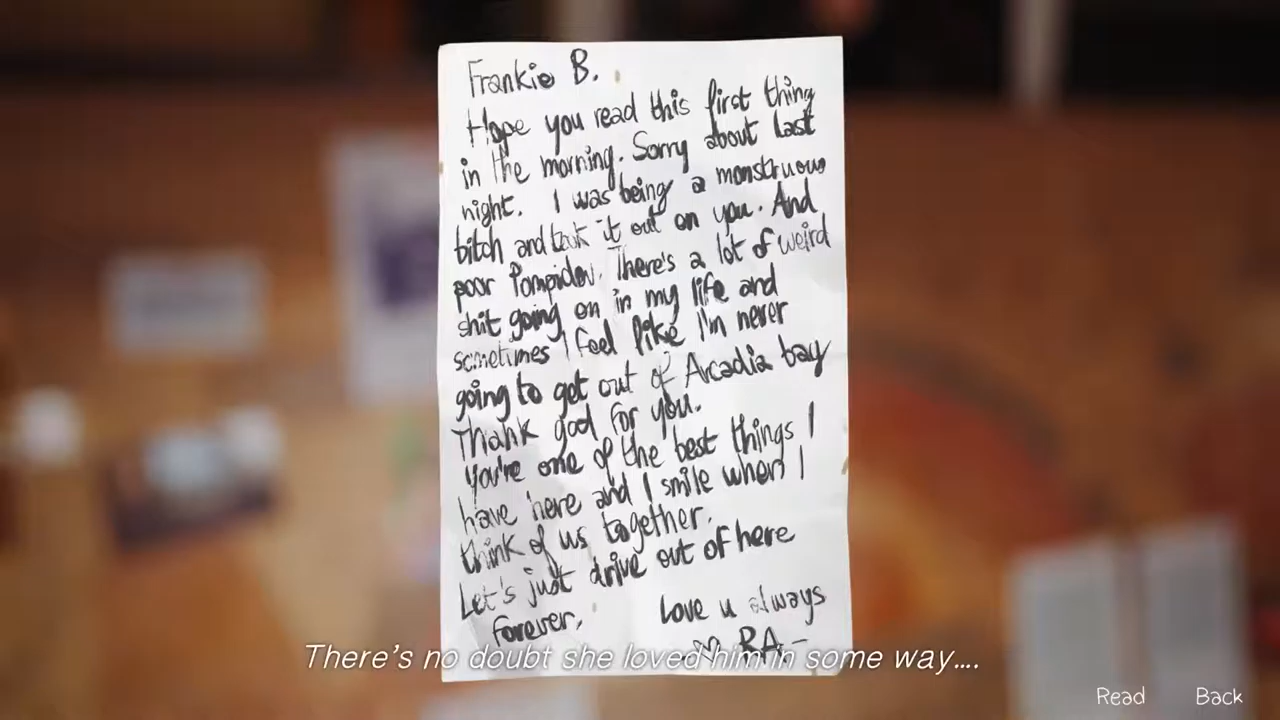 Frankie B.
Hope you read this first thing
in the morning. Sorry about last
night. I was being a monstruous
bitch and took it out on you. And
poor Pompidou. There's a lot of weird
shit going on in my life and
sometimes I feel like I'm never
going to get out of Arcadia bay
Thank god for you.
You're one of the best things I
have here and I smile when I
think of us together.
Let's just drive out of here
forever.
Love u always
♡ RA -
There's no doubt she loved him in some way....
Read Back